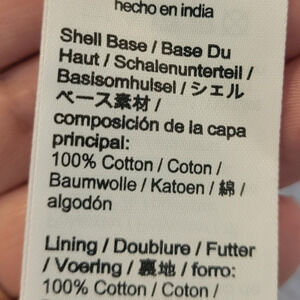 hecho en india
Shell Base / Base Du
Haut / Schalenunterteil /
Basisomhulsel / シェル
ベース素材 /
composición de la capa
principal:
100% Cotton / Coton /
Baumwolle / Katoen / 綿 /
algodón
Lining / Doublure / Futter
/ Voering / 裏地 / forro:
100% Cotton / Coton /